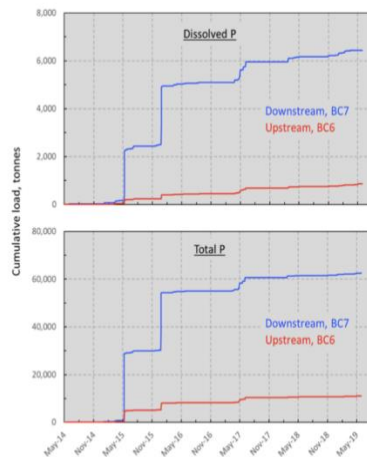 8,000
Dissolved P
6,000
4,000
Downstream, BC7
Upstream, BC6
2,000
0
Cumulative load, tonnes
80,000
Total P
60,000
40,000
Downstream, BC7
Upstream, BC6
20,000
0
May-14
Nov-14
May-15
Nov-15
May-16
Nov-16
May-17
Nov-17
May-18
Nov-18
May-19